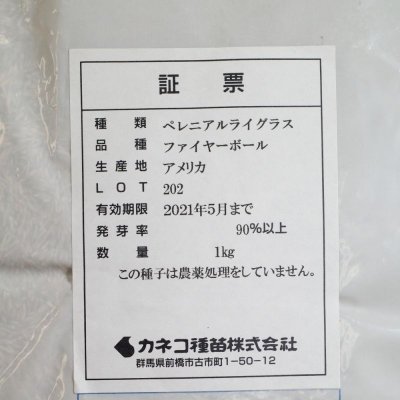 証 票
種 類 ペレニアルライグラス
品 種 ファイヤーボール
生 産 地 アメリカ
L O T 202
有効期限 2021年5月まで
発 芽 率 90%以上
数 量 1kg
この種子は農薬処理をしていません。
カネコ種苗株式会社
群馬県前橋市古市町1-50-12